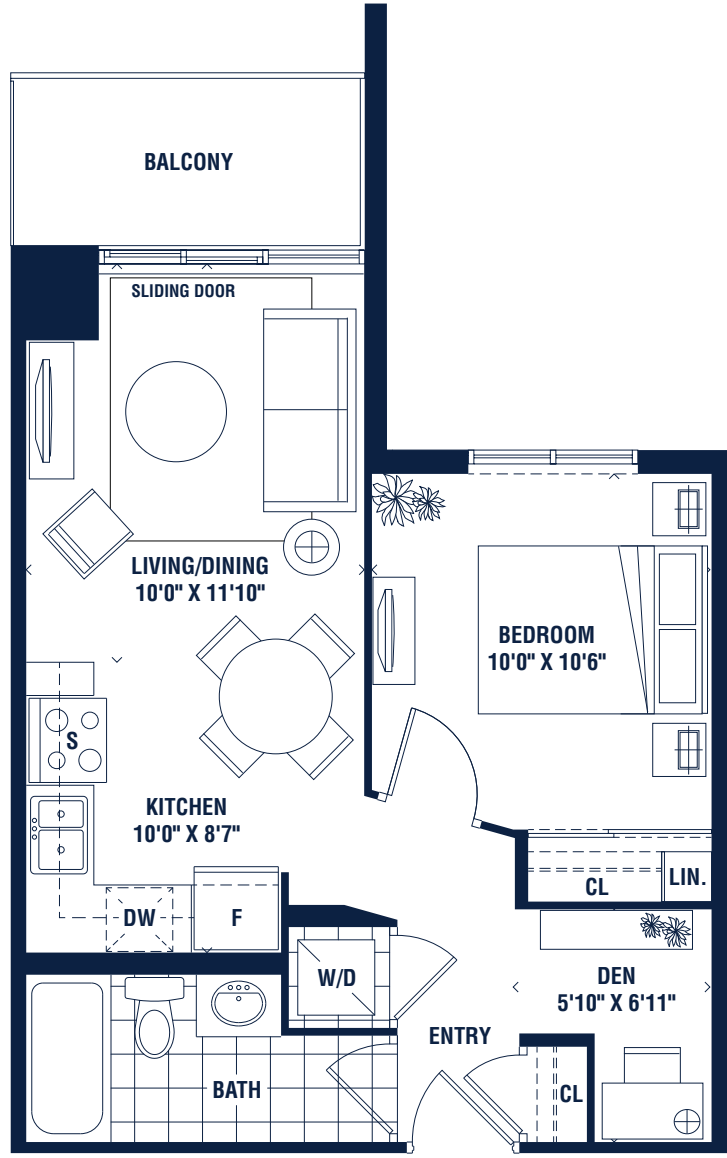 BALCONY
SLIDING DOOR
LIVING/DINING
10'0" X 11'10"
BEDROOM
10'0" X 10'6"
S
KITCHEN
10'0" X 8'7"
CL
LIN.
DW
F
W/D
DEN
5'10" X 6'11"
ENTRY
BATH
CL